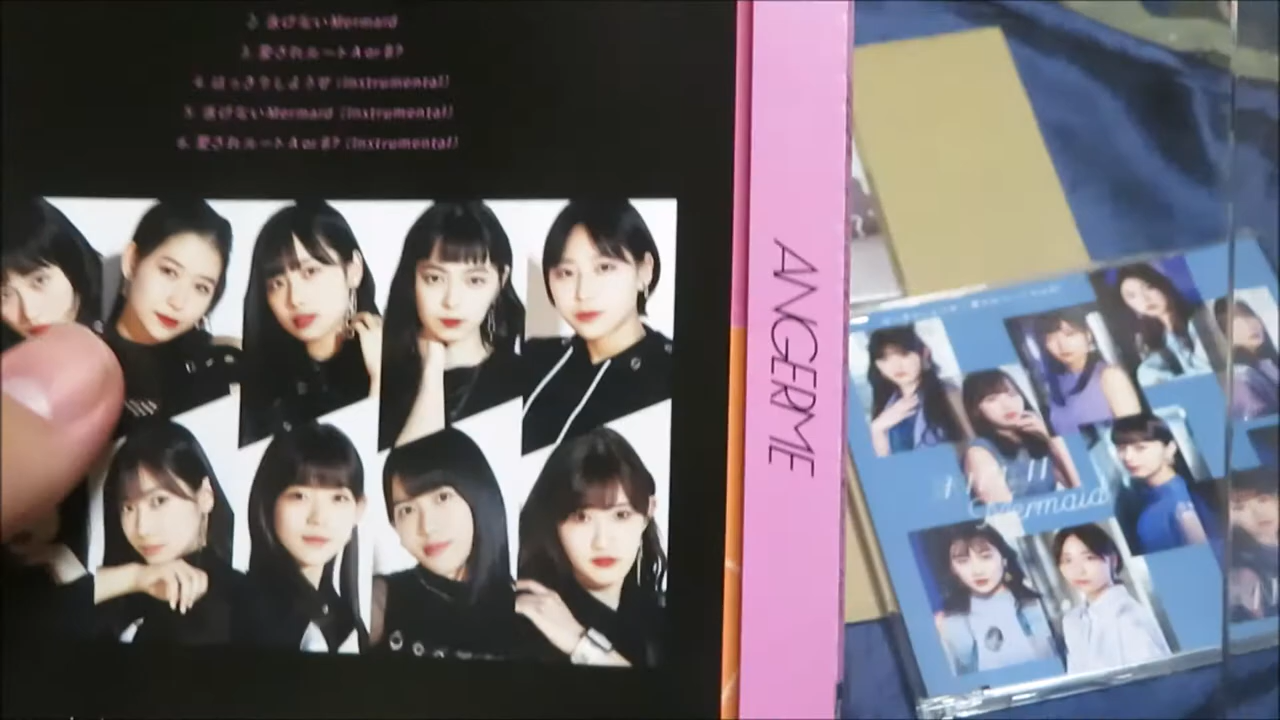 2. 泳げないMermaid
3. 愛されルート A or B?
4. はっきりしようぜ (Instrumental)
5. 泳げないMermaid (Instrumental)
6. 愛されルート A or B? (Instrumental)
ANGERME
Mermaid